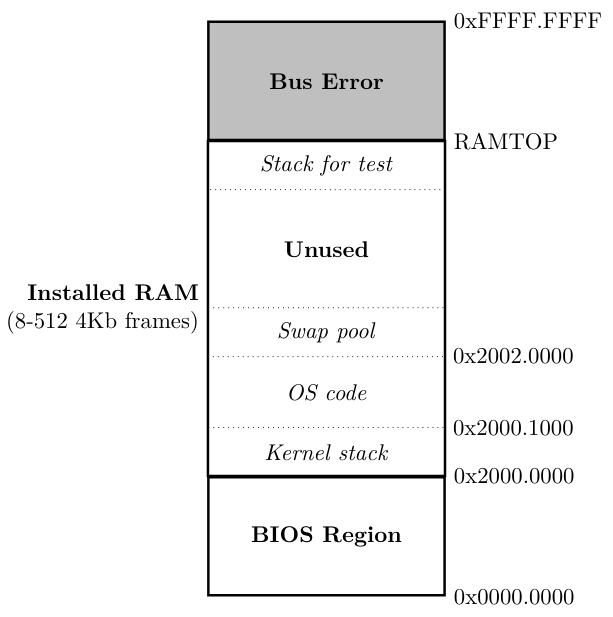 0xFFFF.FFFF
Bus Error
RAMTOP
Stack for test
Unused
Installed RAM
(8-512 4Kb frames)
Swap pool
0x2002.0000
OS code
0x2000.1000
Kernel stack
0x2000.0000
BIOS Region
0x0000.0000